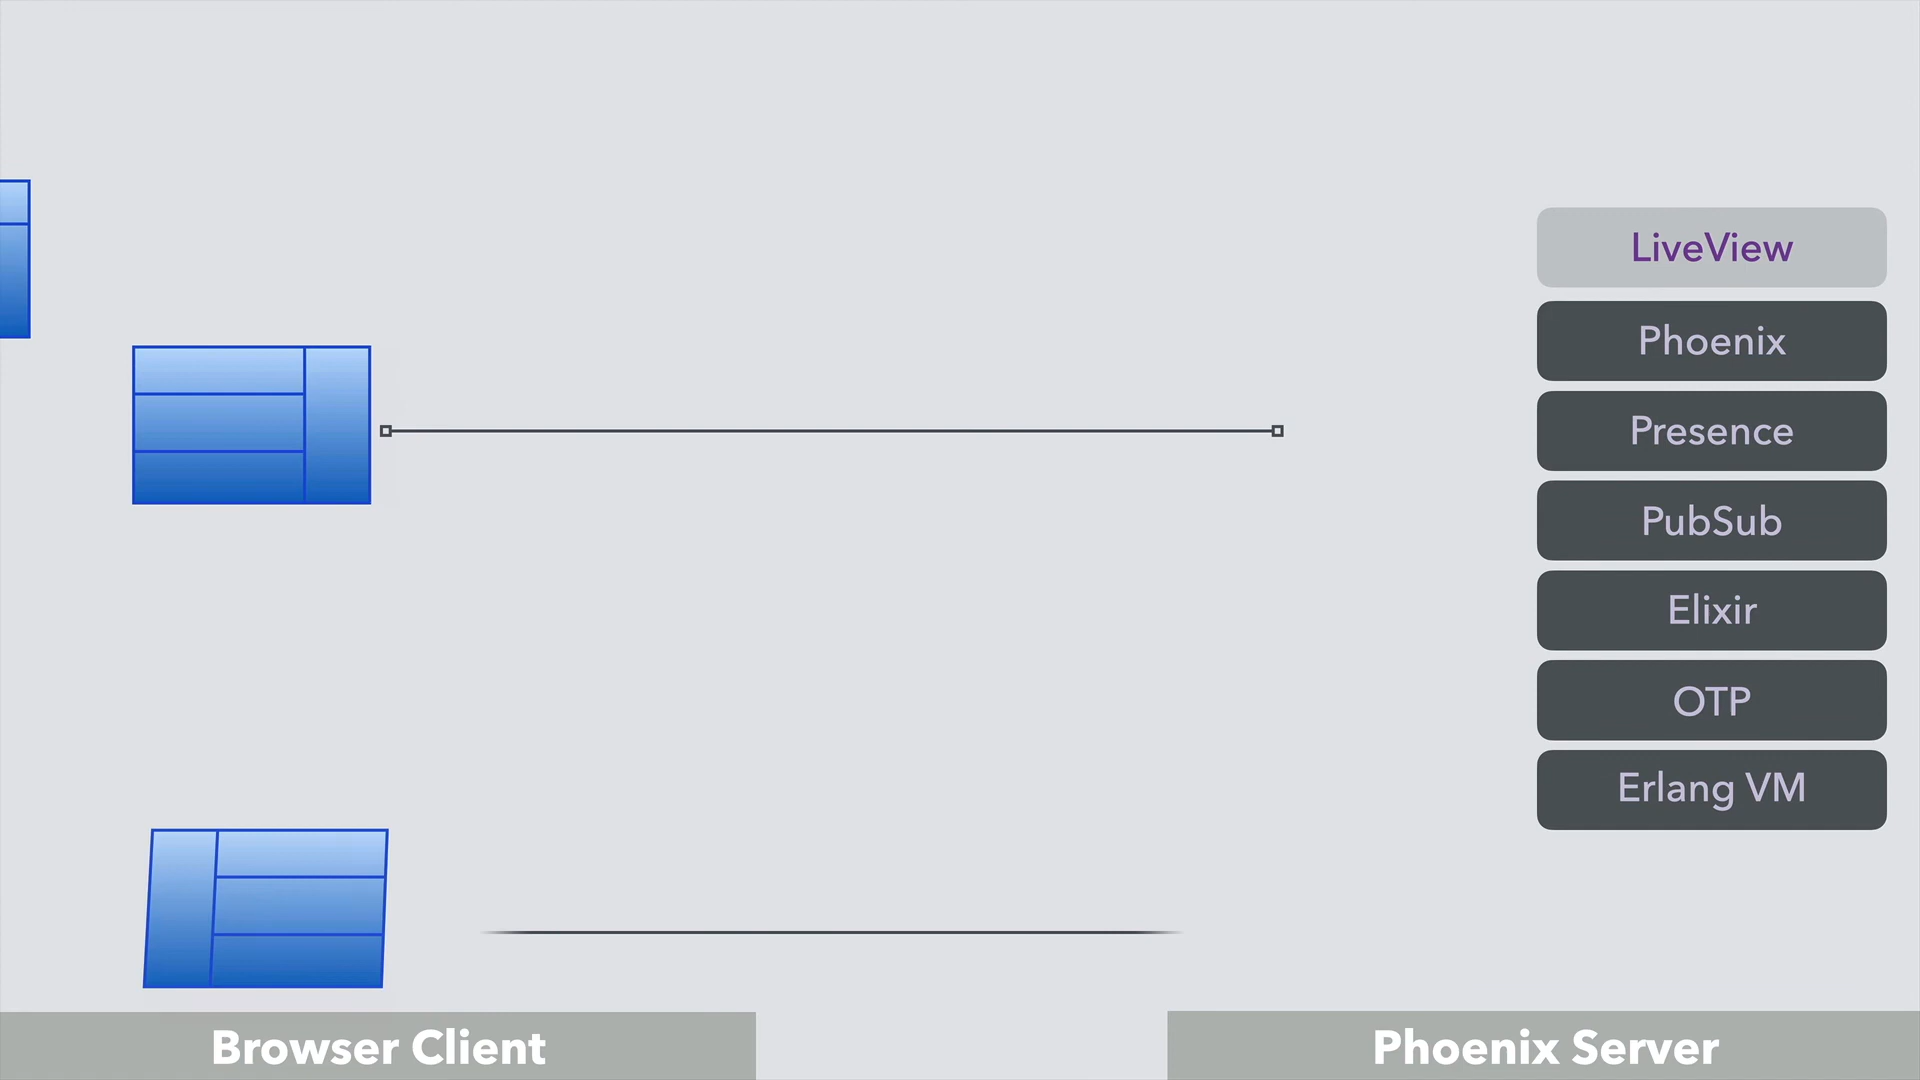 LiveView
Phoenix
Presence
PubSub
Elixir
OTP
Erlang VM
Browser Client
Phoenix Server